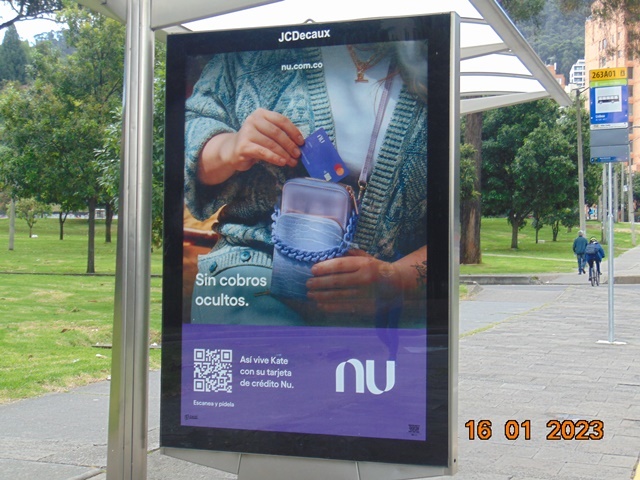 JCDecaux
nu.com.co
nu
Sin cobros
ocultos.
Así vive Kate
con su tarjeta
de crédito Nu.
Escanea y pídela
nu
263A01 B
16 01 2023